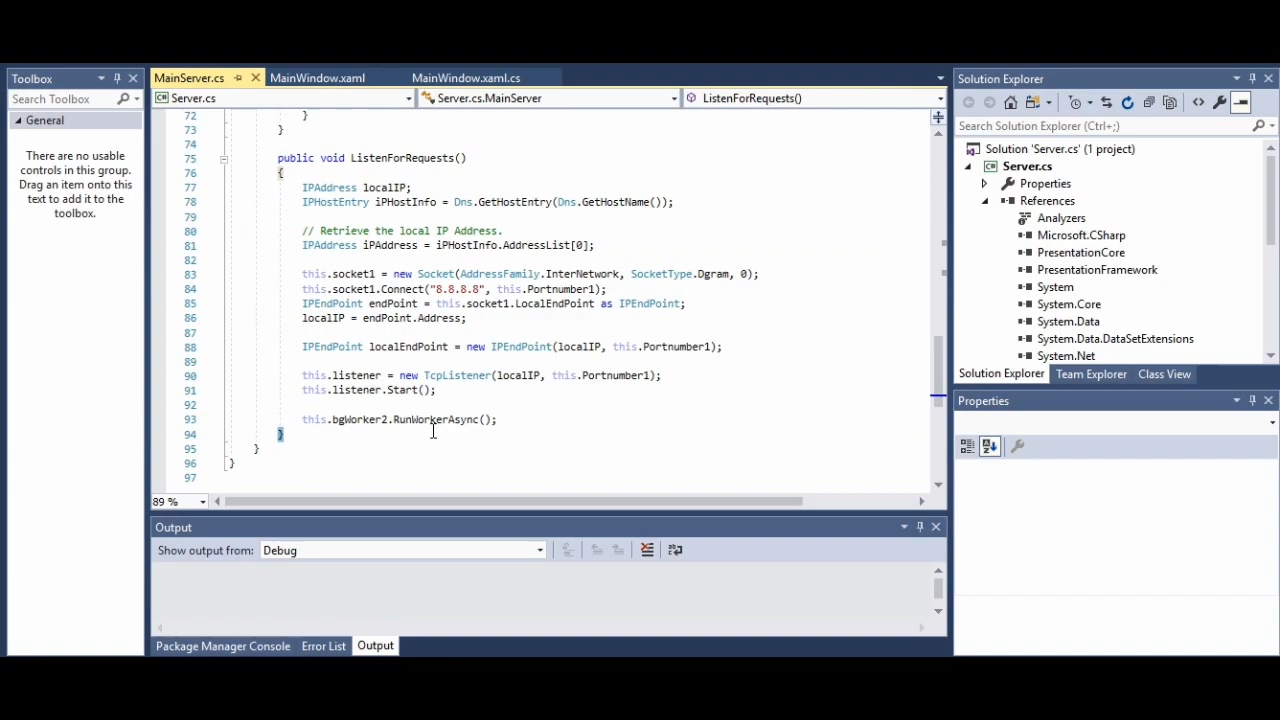 Toolbox
Search Toolbox
General
There are no usable
controls in this group.
Drag an item onto this
text to add it to the
toolbox.
MainServer.cs
MainWindow.xaml
MainWindow.xaml.cs
Server.cs
Server.cs.MainServer
ListenForRequests()
72 }
73 }
74
75 public void ListenForRequests()
76 {
77 IPAddress localIP;
78 IPHostEntry iPHostInfo = Dns.GetHostEntry(Dns.GetHostName());
79
80 // Retrieve the local IP Address.
81 IPAddress iPAddress = iPHostInfo.AddressList[0];
82
83 this.socket1 = new Socket(AddressFamily.InterNetwork, SocketType.Dgram, 0);
84 this.socket1.Connect("8.8.8.8", this.Portnumber1);
85 IPEndPoint endPoint = this.socket1.LocalEndPoint as IPEndPoint;
86 localIP = endPoint.Address;
87
88 IPEndPoint localEndPoint = new IPEndPoint(localIP, this.Portnumber1);
89
90 this.listener = new TcpListener(localIP, this.Portnumber1);
91 this.listener.Start();
92
93 this.bgWorker2.RunWorkerAsync();
94 }
95 }
96 }
97
89 %
Output
Show output from: Debug
Package Manager Console
Error List
Output
Solution Explorer
Search Solution Explorer (Ctrl+;)
Solution 'Server.cs' (1 project)
Server.cs
Properties
References
Analyzers
Microsoft.CSharp
PresentationCore
PresentationFramework
System
System.Core
System.Data
System.Data.DataSetExtensions
System.Net
Solution Explorer
Team Explorer
Class View
Properties